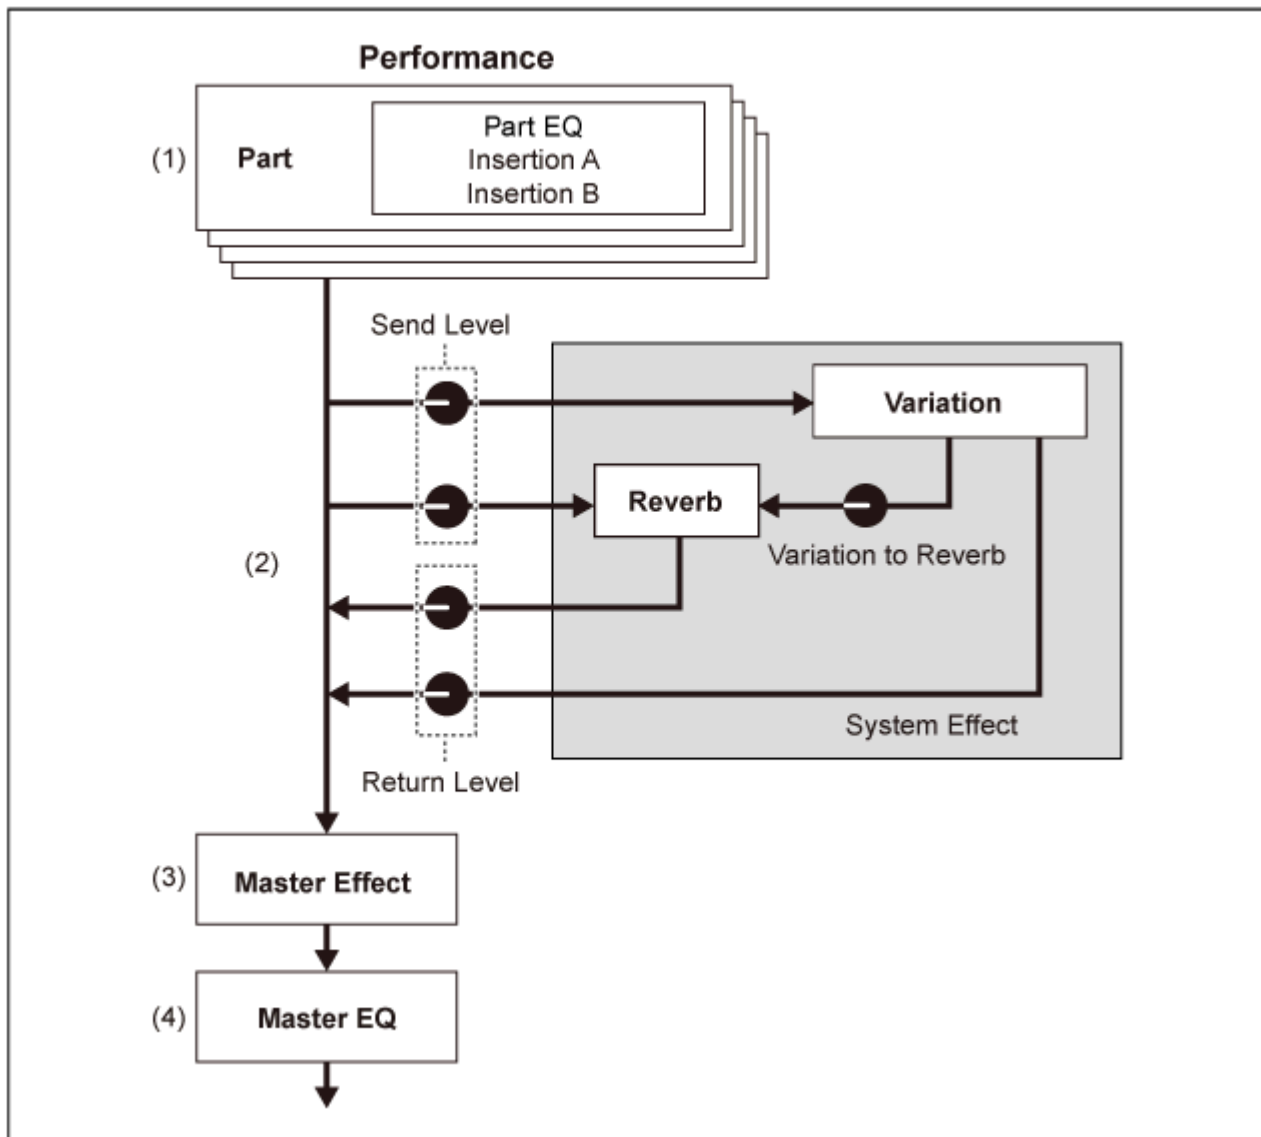 Performance
(1)
Part
Part EQ
Insertion A
Insertion B
Send Level
Variation
Reverb
Variation to Reverb
(2)
System Effect
Return Level
(3)
Master Effect
(4)
Master EQ